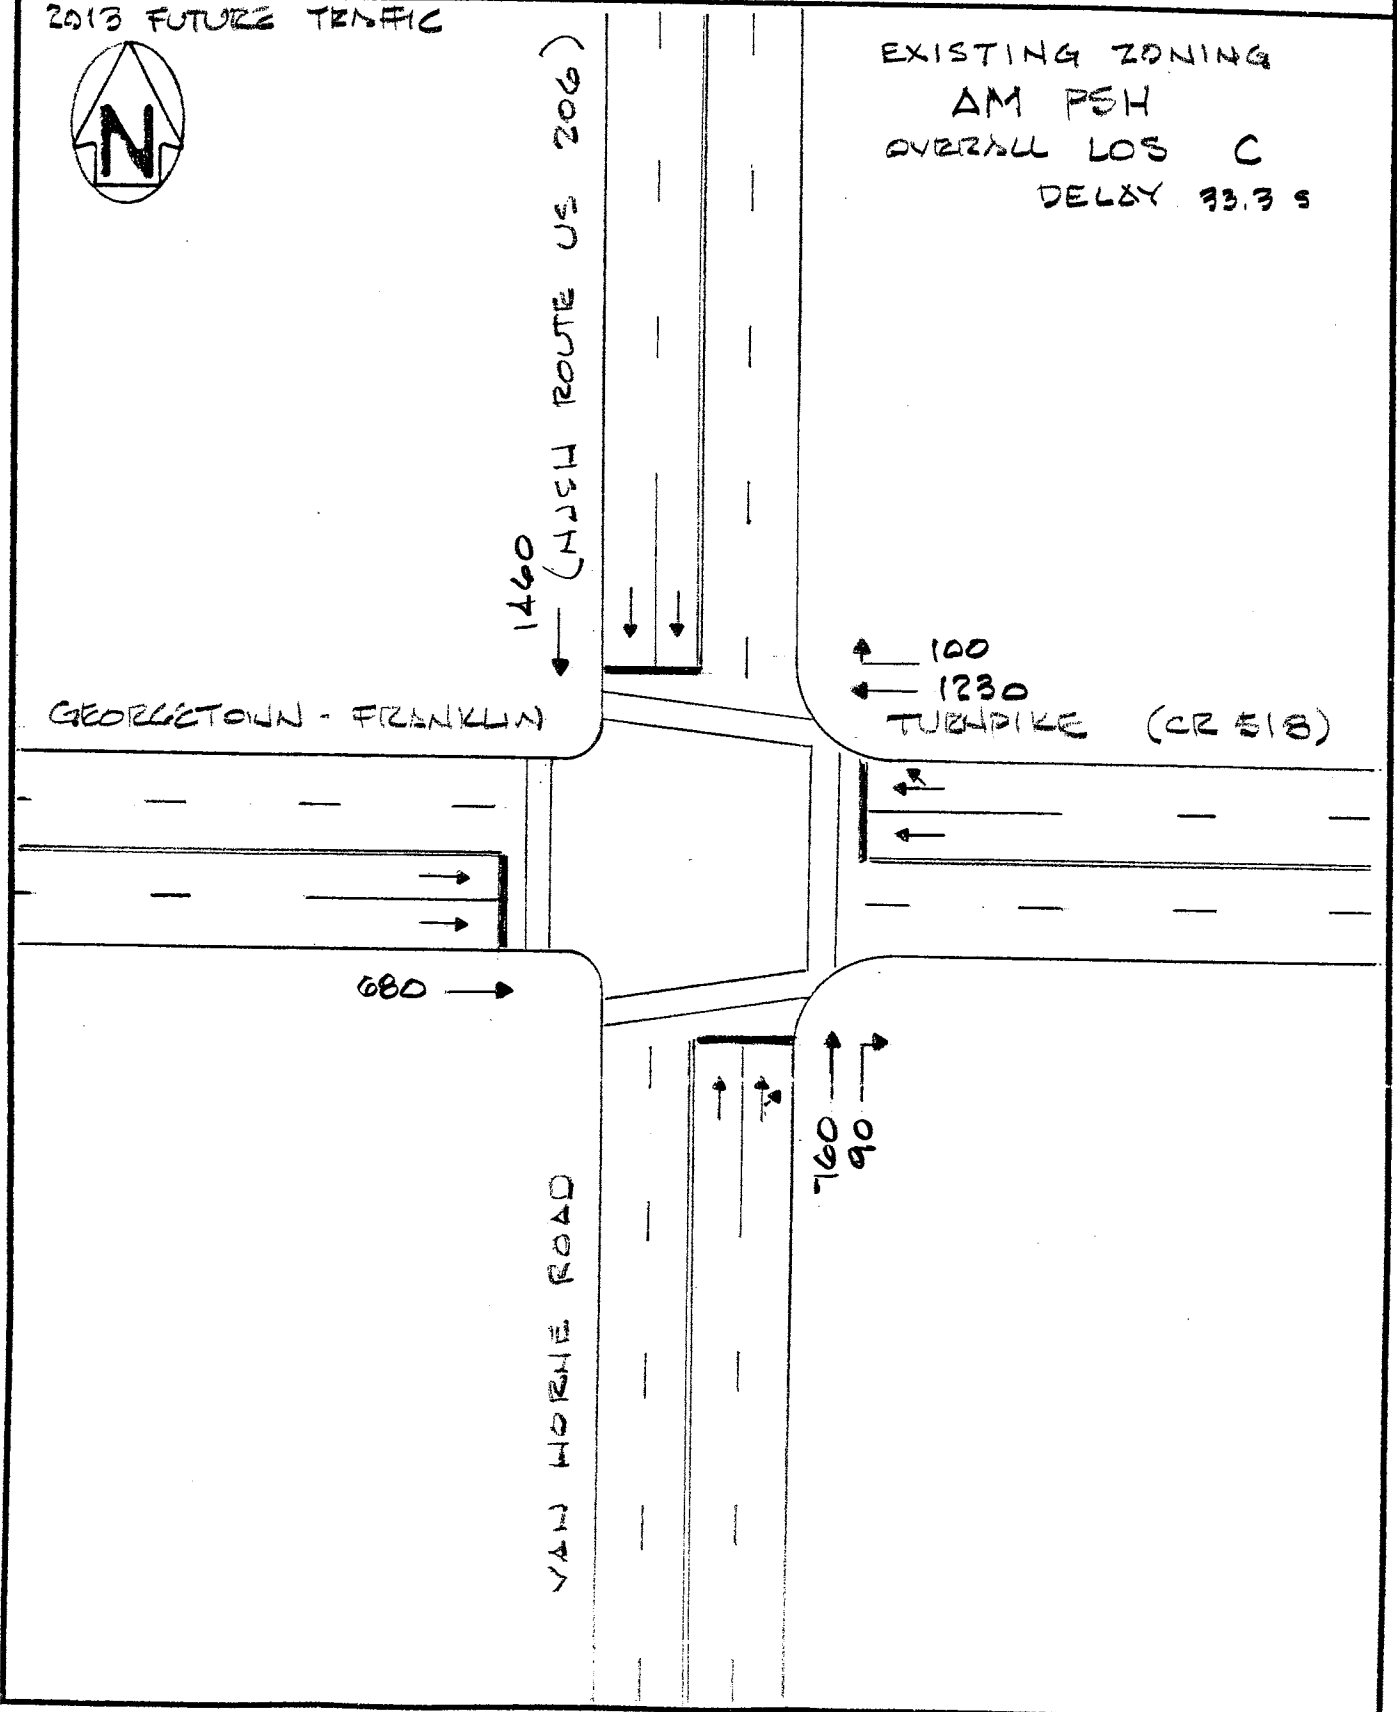 2013 FUTURE TRAFFIC
N
EXISTING ZONING
AM PSH
OVERALL LOS C
DELAY 33.3 s
(NJSH ROUTE US 206)
1460
100
1230
GEORGETOWN - FRANKLIN
TURNPIKE (CR 518)
680
760
90
VAN HORNE ROAD